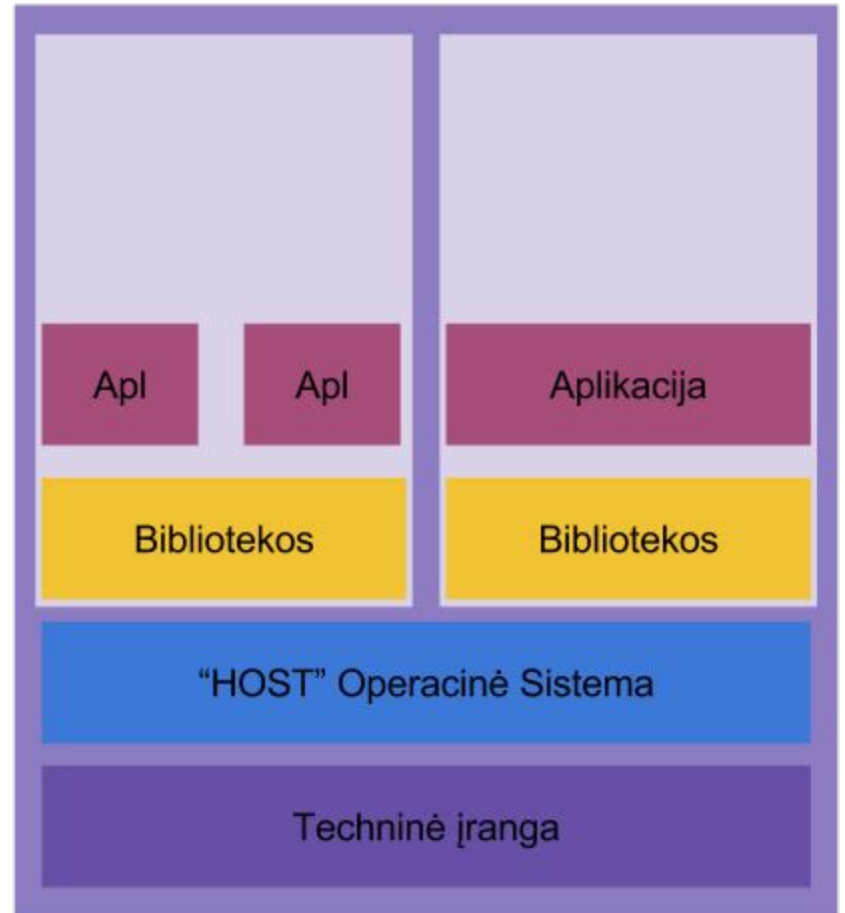 Apl
Apl
Aplikacija
Bibliotekos
Bibliotekos
“HOST” Operacinė Sistema
Techninė įranga